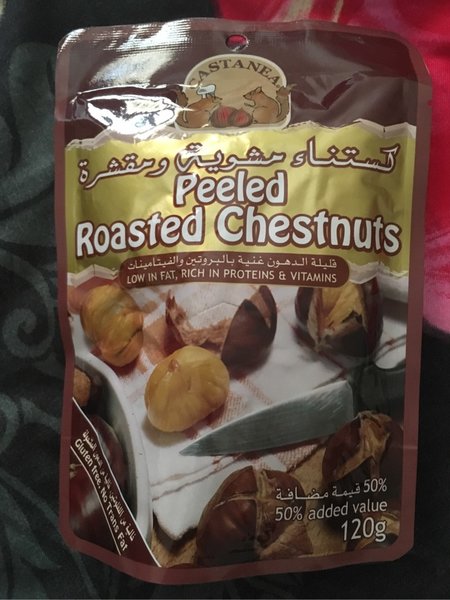 CASTANEA
كستناء مشوية ومقشرة
Peeled
Roasted Chestnuts
قليلة الدهون غنية بالبروتين والفيتامينات
LOW IN FAT, RICH IN PROTEINS & VITAMINS
Gluten free, No Trans Fat
50% قيمة مضافة
50% added value
120g